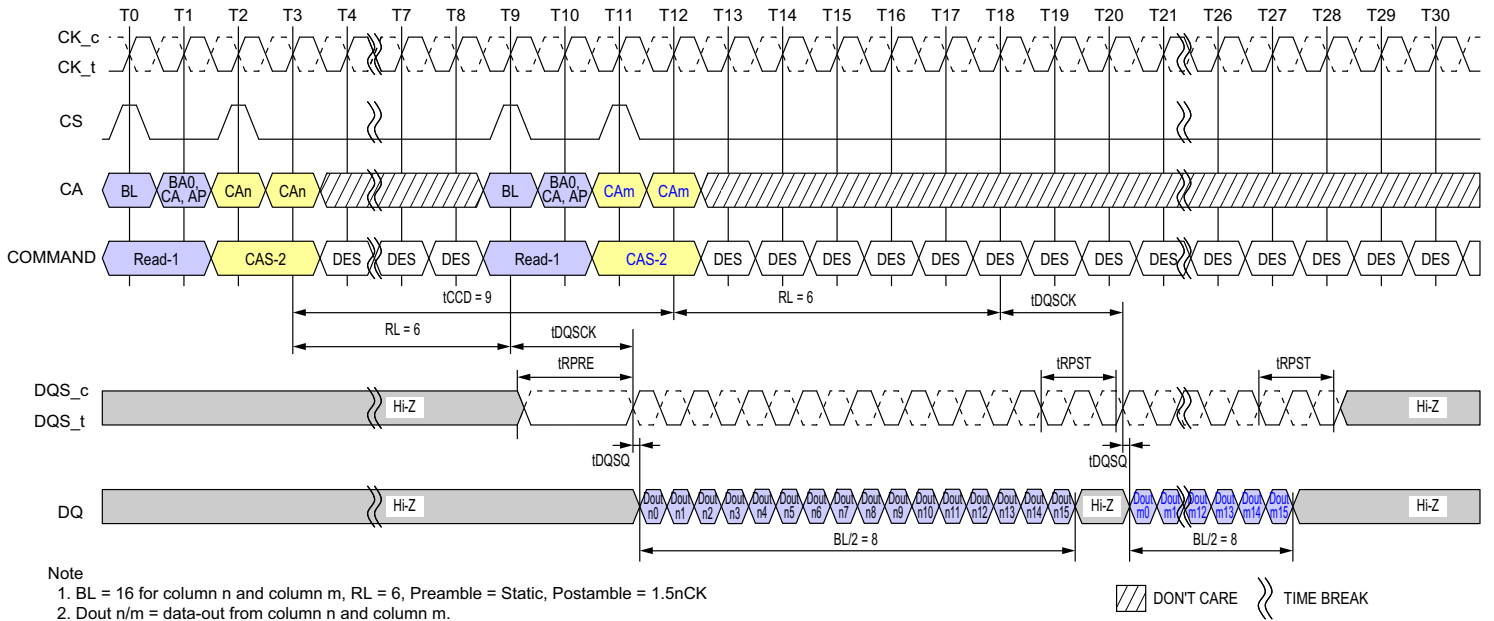 T0 T1 T2 T3 T4 T7 T8 T9 T10 T11 T12 T13 T14 T15 T16 T17 T18 T19 T20 T21 T26 T27 T28 T29 T30
CK_c
CK_t
CS
CA
BL
BA0,
CA, AP
CAn
CAn
BL
BA0,
CA, AP
CAm
CAm
COMMAND
Read-1
CAS-2
DES
DES
DES
Read-1
CAS-2
DES
DES
DES
DES
DES
DES
DES
DES
DES
DES
DES
DES
DES
DES
tCCD = 9
RL = 6
tDQSCK
RL = 6
tDQSCK
tRPRE
tRPST
tRPST
DQS_c
DQS_t
Hi-Z
Hi-Z
tDQSQ
tDQSQ
DQ
Hi-Z
Dout
n0
Dout
n1
Dout
n2
Dout
n3
Dout
n4
Dout
n5
Dout
n6
Dout
n7
Dout
n8
Dout
n9
Dout
n10
Dout
n11
Dout
n12
Dout
n13
Dout
n14
Dout
n15
Hi-Z
Dout
m0
Dout
m1
Dout
m12
Dout
m13
Dout
m14
Dout
m15
Hi-Z
BL/2 = 8
BL/2 = 8
Note
1. BL = 16 for column n and column m, RL = 6, Preamble = Static, Postamble = 1.5nCK
2. Dout n/m = data-out from column n and column m.
DON'T CARE
TIME BREAK